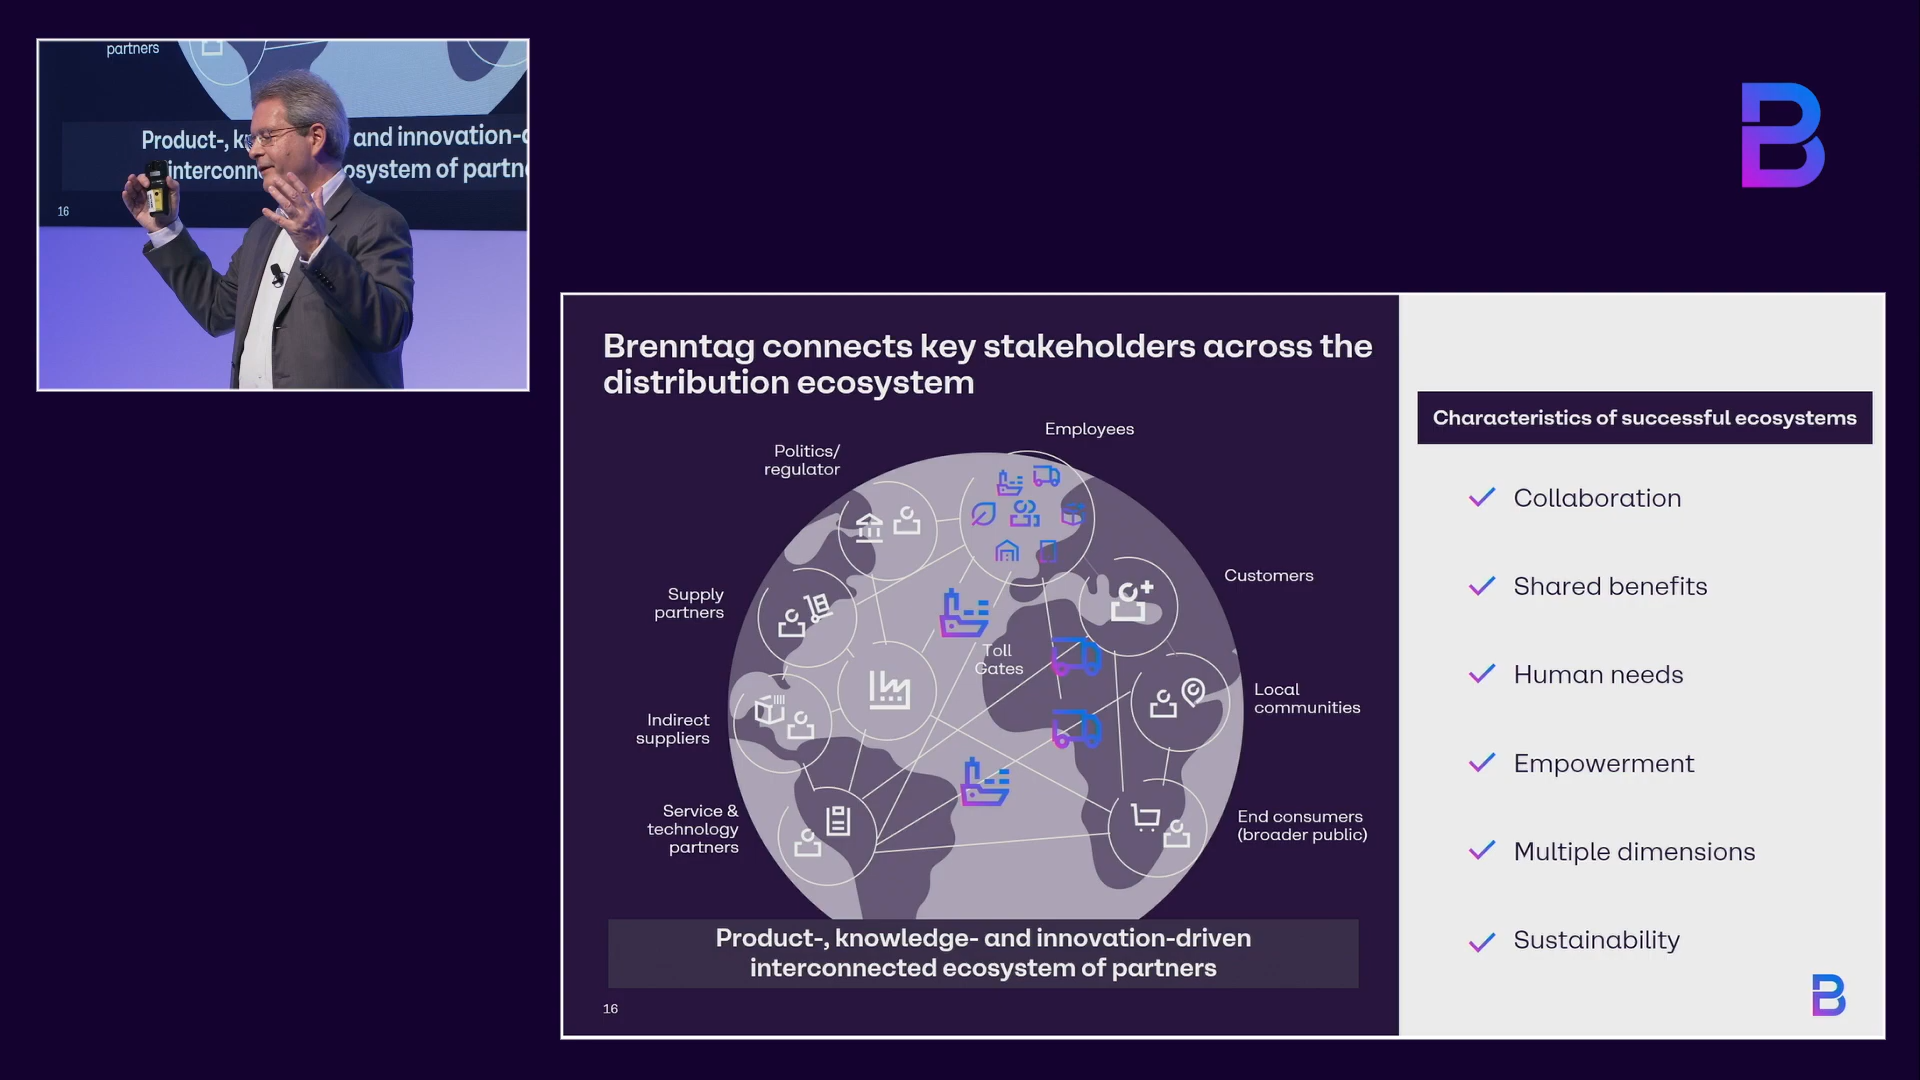 partners
Product-, and innovation-
interconn osystem of partn
16
Brenntag connects key stakeholders across the
distribution ecosystem
Employees
Politics/
regulator
Customers
Supply
partners
Toll
Gates
Local
communities
Indirect
suppliers
Service &
technology
partners
End consumers
(broader public)
Product-, knowledge- and innovation-driven
interconnected ecosystem of partners
16
Characteristics of successful ecosystems
Collaboration
Shared benefits
Human needs
Empowerment
Multiple dimensions
Sustainability